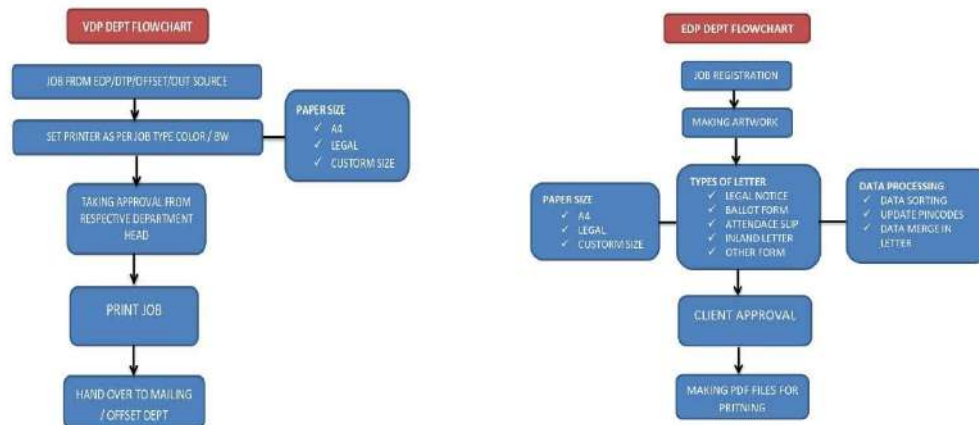 VDP DEPT FLOWCHART
JOB FROM EDP/DTP/OFFSET/OUT SOURCE
SET PRINTER AS PER JOB TYPE COLOR / BW
PAPER SIZE
✓ A4
✓ LEGAL
✓ CUSTORM SIZE
TAKING APPROVAL FROM
RESPECTIVE DEPARTMENT
HEAD
PRINT JOB
HAND OVER TO MAILING
/ OFFSET DEPT
EDP DEPT FLOWCHART
JOB REGISTRATION
MAKING ARTWORK
PAPER SIZE
✓ A4
✓ LEGAL
✓ CUSTORM SIZE
TYPES OF LETTER
✓ LEGAL NOTICE
✓ BALLOT FORM
✓ ATTENDACE SLIP
✓ INLAND LETTER
✓ OTHER FORM
DATA PROCESSING
✓ DATA SORTING
✓ UPDATE PINCODES
✓ DATA MERGE IN
LETTER
CLIENT APPROVAL
MAKING PDF FILES FOR
PRITNING